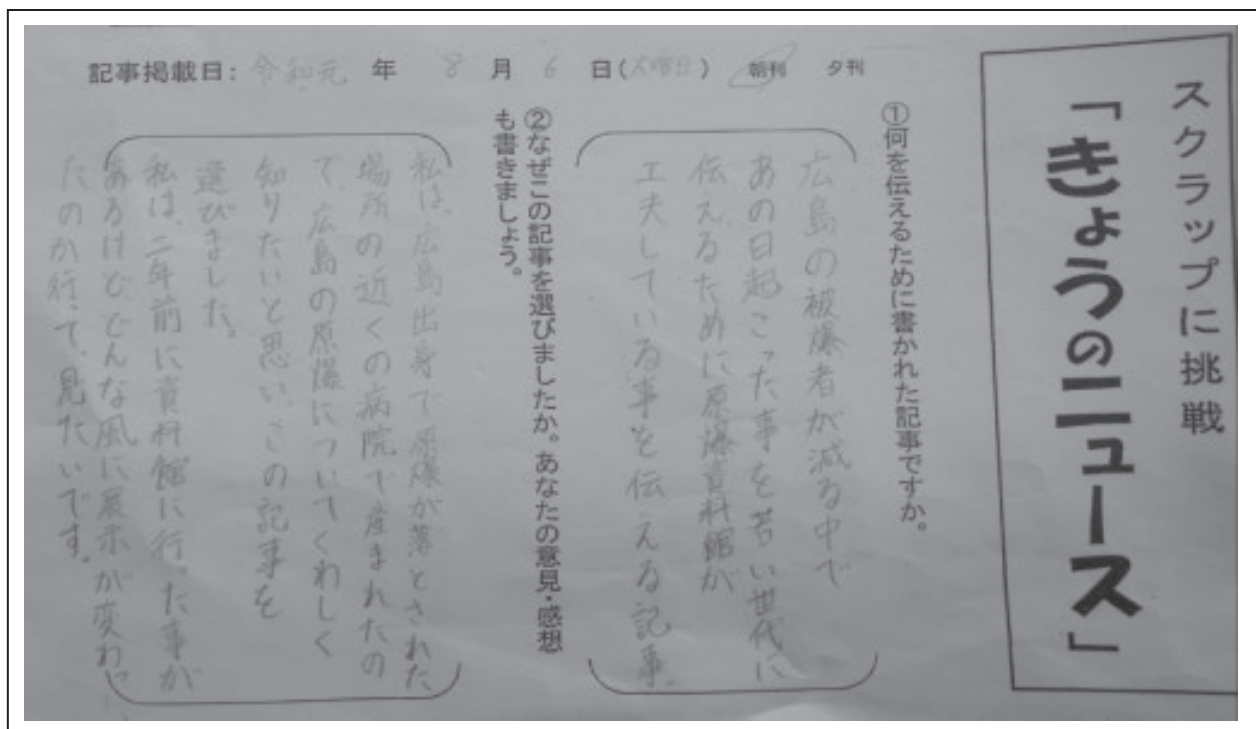 スクラップに挑戦
「きょうのニュース」
記事掲載日：令和元年 8月6日(火曜日) 朝刊 夕刊
①何を伝えるために書かれた記事ですか。
広島の被爆者が減る中で
あの日起こった事を若い世代に
伝えるために原爆資料館が
工夫している事を伝える記事。
②なぜこの記事を選びましたか。あなたの意見・感想
も書きましょう。
私は、広島出身で原爆が落とされた
場所の近くの病院で産まれたの
で、広島の原爆についてくわしく
知りたいと思い、この記事を
選びました。
私は、二年前に資料館に行った事が
あるけど、どんな風に展示が変わっ
たのか行って、見たいです。